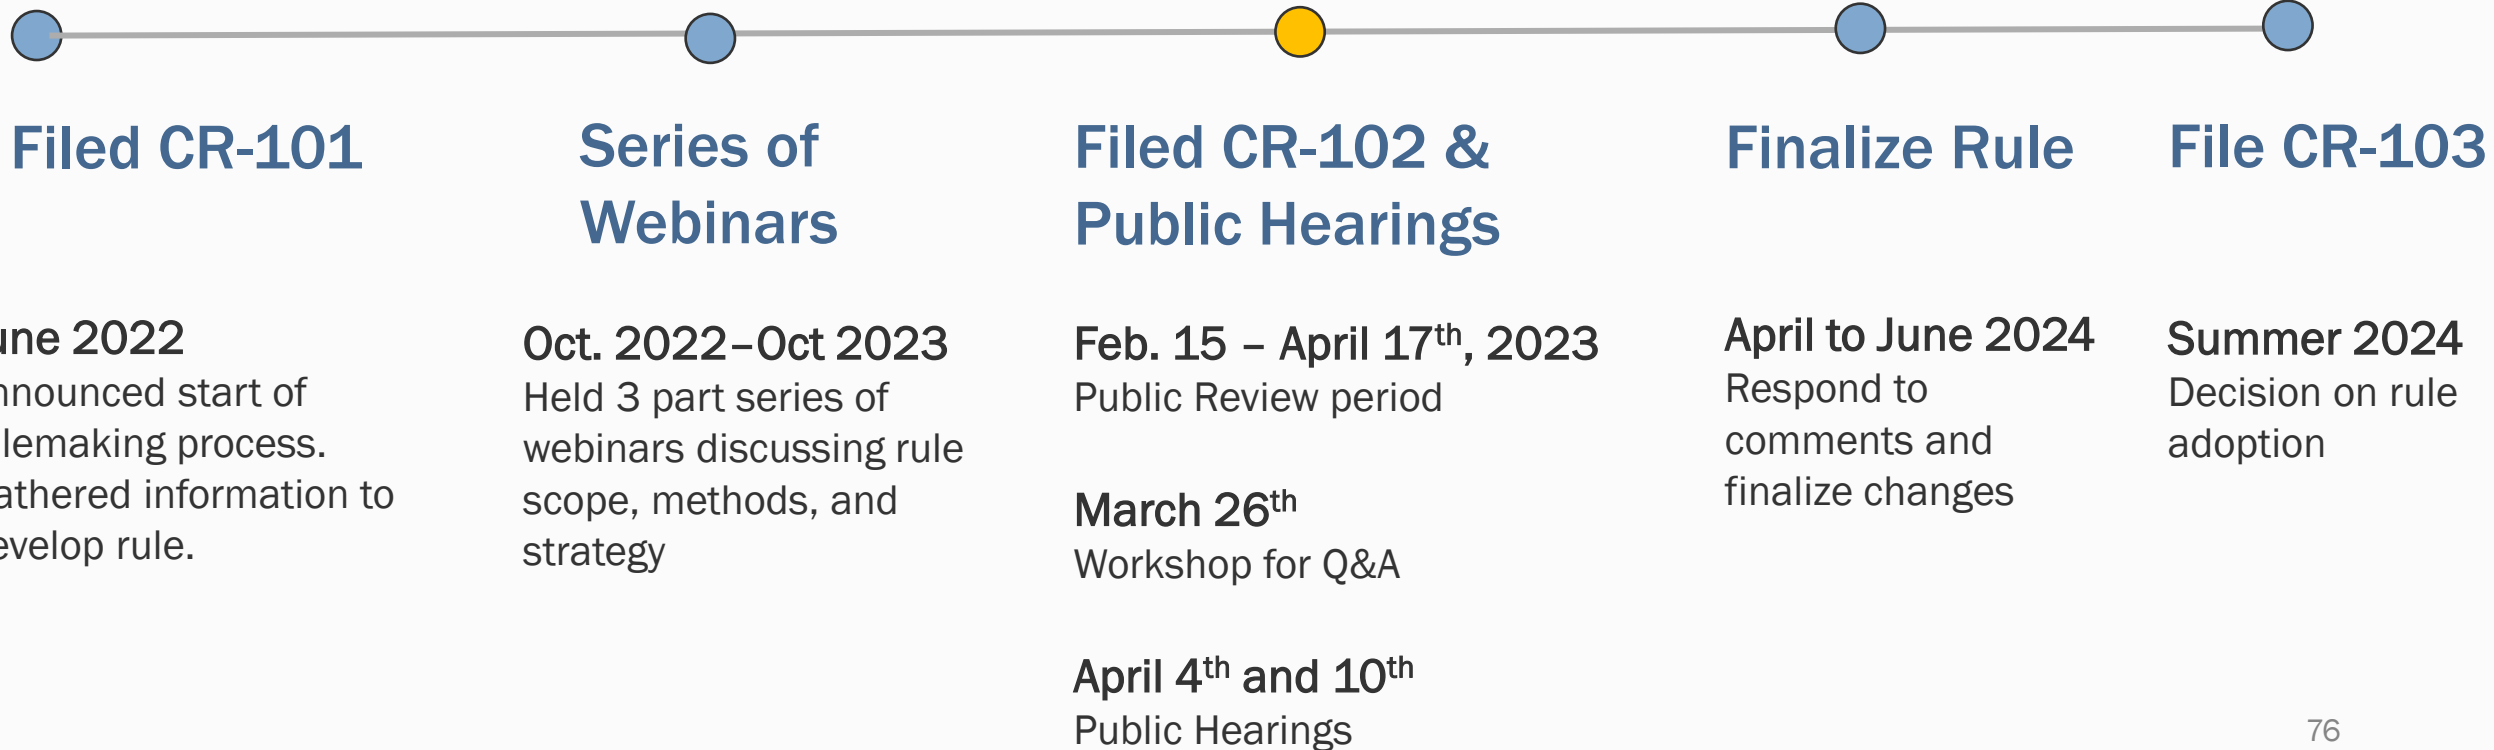 Filed CR-101
une 2022
nnounced start of
lemaking process.
athered information to
evelop rule.
Series of
Webinars
Oct. 2022–Oct 2023
Held 3 part series of
webinars discussing rule
scope, methods, and
strategy
Filed CR-102 &
Public Hearings
Feb. 15 – April 17th, 2023
Public Review period
March 26th
Workshop for Q&A
April 4th and 10th
Public Hearings
Finalize Rule
April to June 2024
Respond to
comments and
finalize changes
File CR-103
Summer 2024
Decision on rule
adoption
76